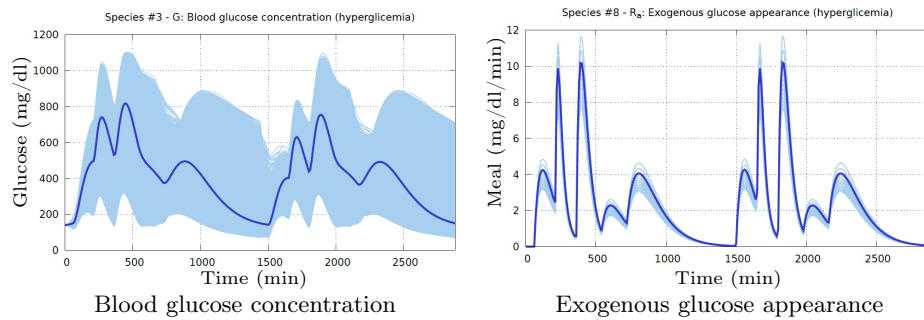 Species #3 - G: Blood glucose concentration (hyperglicemia)
Glucose (mg/dl)
1200
1000
800
600
400
200
0
0 500 1000 1500 2000 2500
Time (min)
Blood glucose concentration
Species #8 - Ra: Exogenous glucose appearance (hyperglicemia)
Meal (mg/dl/min)
12
10
8
6
4
2
0
0 500 1000 1500 2000 2500
Time (min)
Exogenous glucose appearance